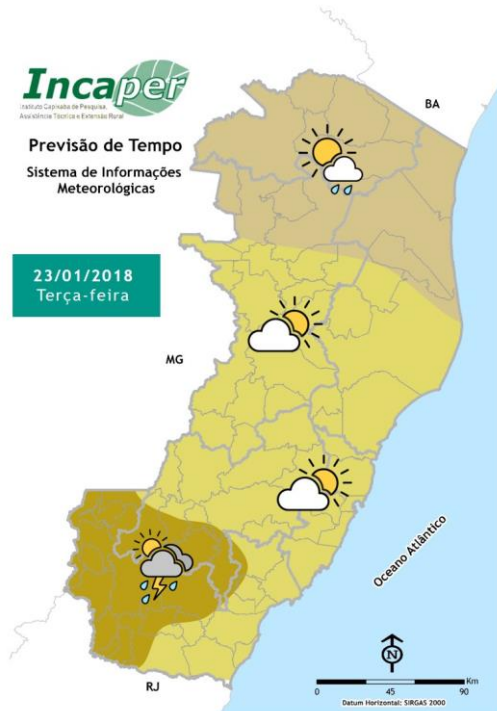 Incaper
Instituto Capixaba de Pesquisa,
Assistência Técnica e Extensão Rural
Previsão de Tempo
Sistema de Informações
Meteorológicas
23/01/2018
Terça-feira
BA
MG
Oceano Atlântico
RJ
N
Km
0 45 90
Datum Horizontal: SIRGAS 2000